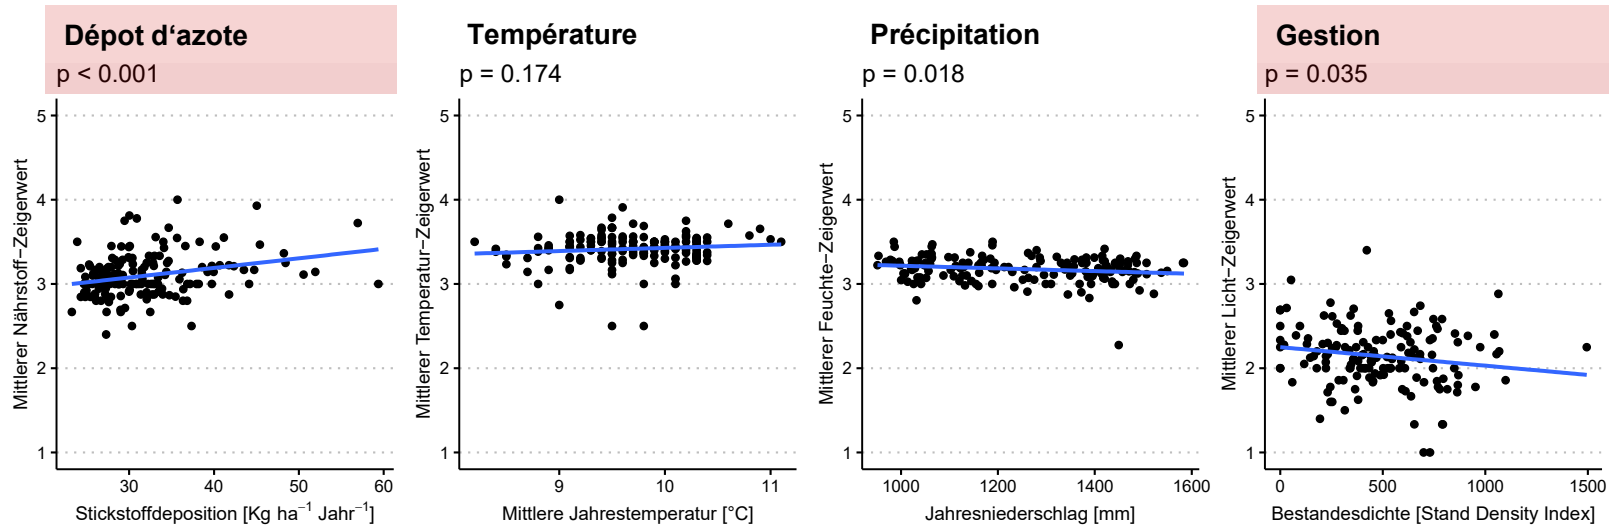 Dépot d‘azote
p < 0.001
5
4
3
2
1
Mittlerer Nährstoff−Zeigerwert
30 40 50 60
Stickstoffdeposition [Kg ha⁻¹ Jahr⁻¹]
Température
p = 0.174
5
4
3
2
1
Mittlerer Temperatur−Zeigerwert
9 10 11
Mittlere Jahrestemperatur [°C]
Précipitation
p = 0.018
5
4
3
2
1
Mittlerer Feuchte−Zeigerwert
1000 1200 1400 1600
Jahresniederschlag [mm]
Gestion
p = 0.035
5
4
3
2
1
Mittlerer Licht−Zeigerwert
0 500 1000 1500
Bestandesdichte [Stand Density Index]